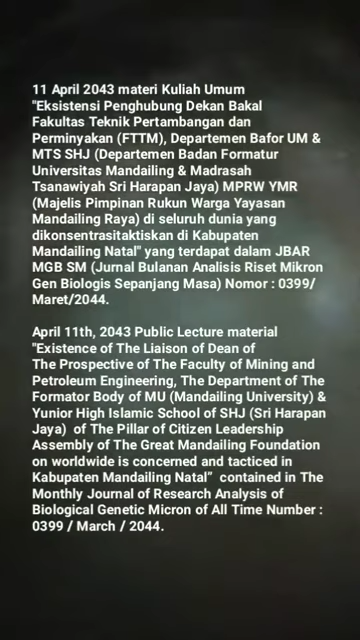 11 April 2043 materi Kuliah Umum
"Eksistensi Penghubung Dekan Bakal
Fakultas Teknik Pertambangan dan
Perminyakan (FTTM), Departemen Bafor UM &
MTS SHJ (Departemen Badan Formatur
Universitas Mandailing & Madrasah
Tsanawiyah Sri Harapan Jaya) MPRW YMR
(Majelis Pimpinan Rukun Warga Yayasan
Mandailing Raya) di seluruh dunia yang
dikonsentrasitaktiskan di Kabupaten
Mandailing Natal" yang terdapat dalam JBAR
MGB SM (Jurnal Bulanan Analisis Riset Mikron
Gen Biologis Sepanjang Masa) Nomor : 0399/
Maret/2044.
April 11th, 2043 Public Lecture material
"Existence of The Liaison of Dean of
The Prospective of The Faculty of Mining and
Petroleum Engineering, The Department of The
Formator Body of MU (Mandailing University) &
Yunior High Islamic School of SHJ (Sri Harapan
Jaya)  of The Pillar of Citizen Leadership
Assembly of The Great Mandailing Foundation
on worldwide is concerned and tacticed in
Kabupaten Mandailing Natal"  contained in The
Monthly Journal of Research Analysis of
Biological Genetic Micron of All Time Number :
0399 / March / 2044.